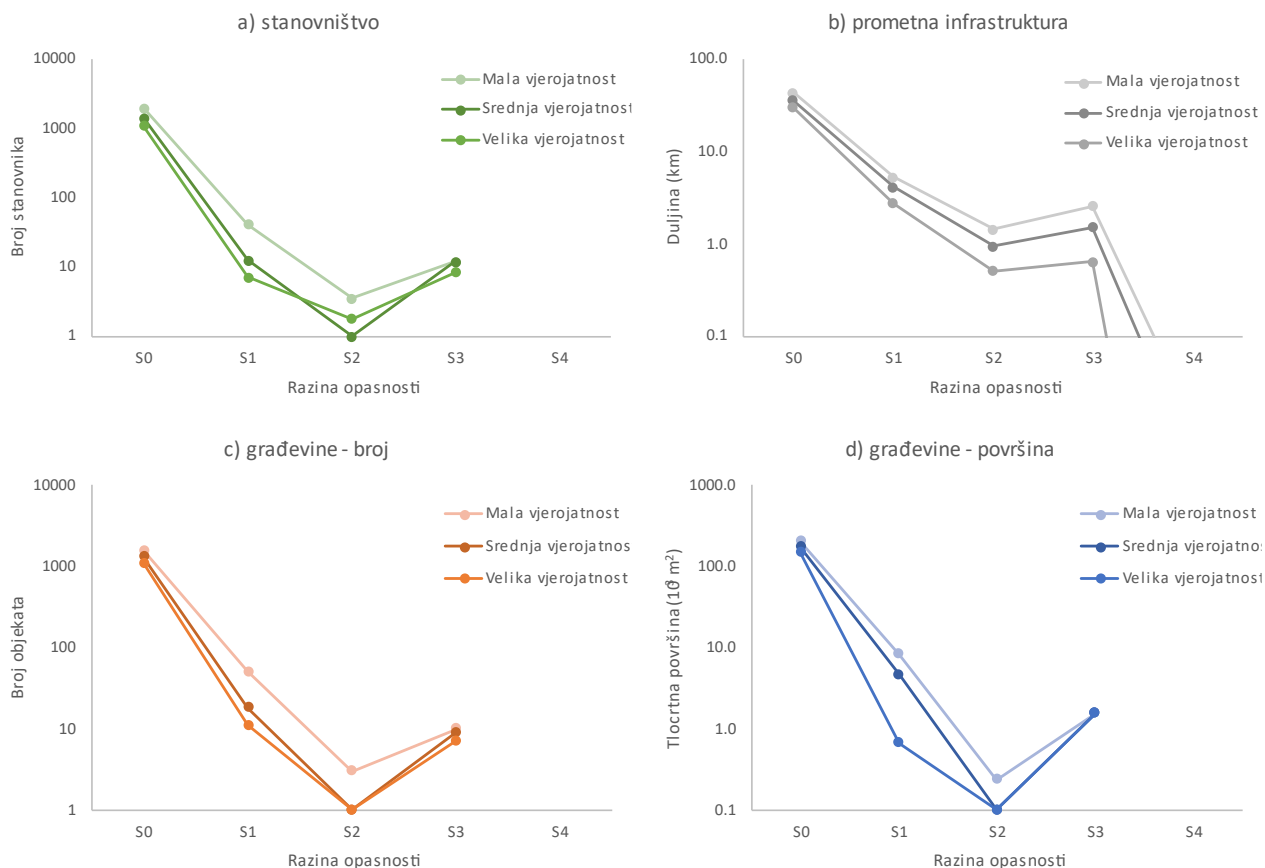 a) stanovništvo
10000
1000
100
10
1
Broj stanovnika
Mala vjerojatnost
Srednja vjerojatnost
Velika vjerojatnost
S0 S1 S2 S3 S4
Razina opasnosti
b) prometna infrastruktura
100.0
10.0
1.0
0.1
Duljina (km)
Mala vjerojatnost
Srednja vjerojatnost
Velika vjerojatnost
S0 S1 S2 S3 S4
Razina opasnosti
c) građevine - broj
10000
1000
100
10
1
Broj objekata
Mala vjerojatnost
Srednja vjerojatnos
Velika vjerojatnost
S0 S1 S2 S3 S4
Razina opasnosti
d) građevine - površina
1000.0
100.0
10.0
1.0
0.1
Tlocrtna površina (10³ m²)
Mala vjerojatnost
Srednja vjerojatnos
Velika vjerojatnost
S0 S1 S2 S3 S4
Razina opasnosti